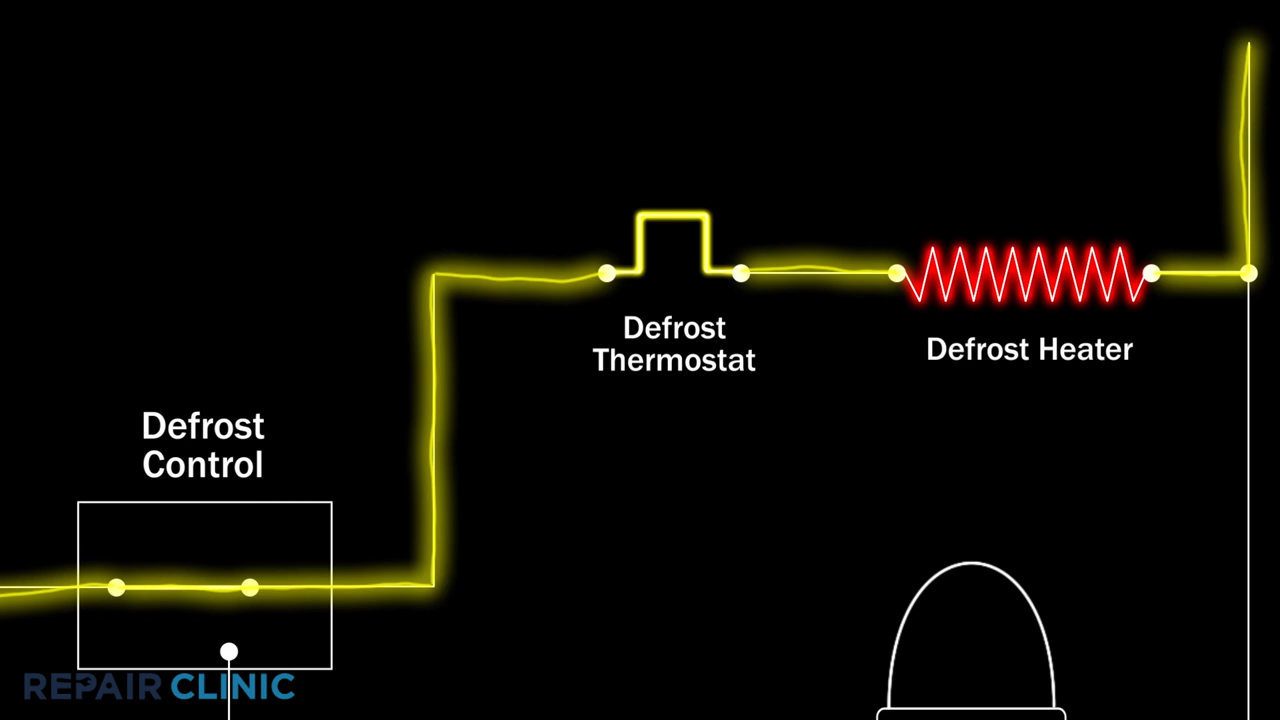 Defrost
Thermostat
Defrost Heater
Defrost
Control
REPAIR CLINIC